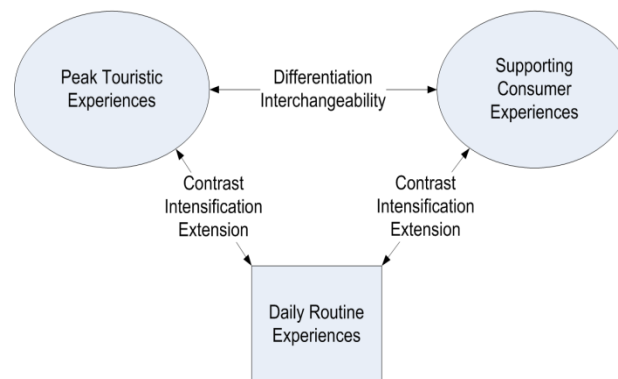 Peak Touristic
Experiences
Differentiation
Interchangeability
Supporting
Consumer
Experiences
Contrast
Intensification
Extension
Contrast
Intensification
Extension
Daily Routine
Experiences